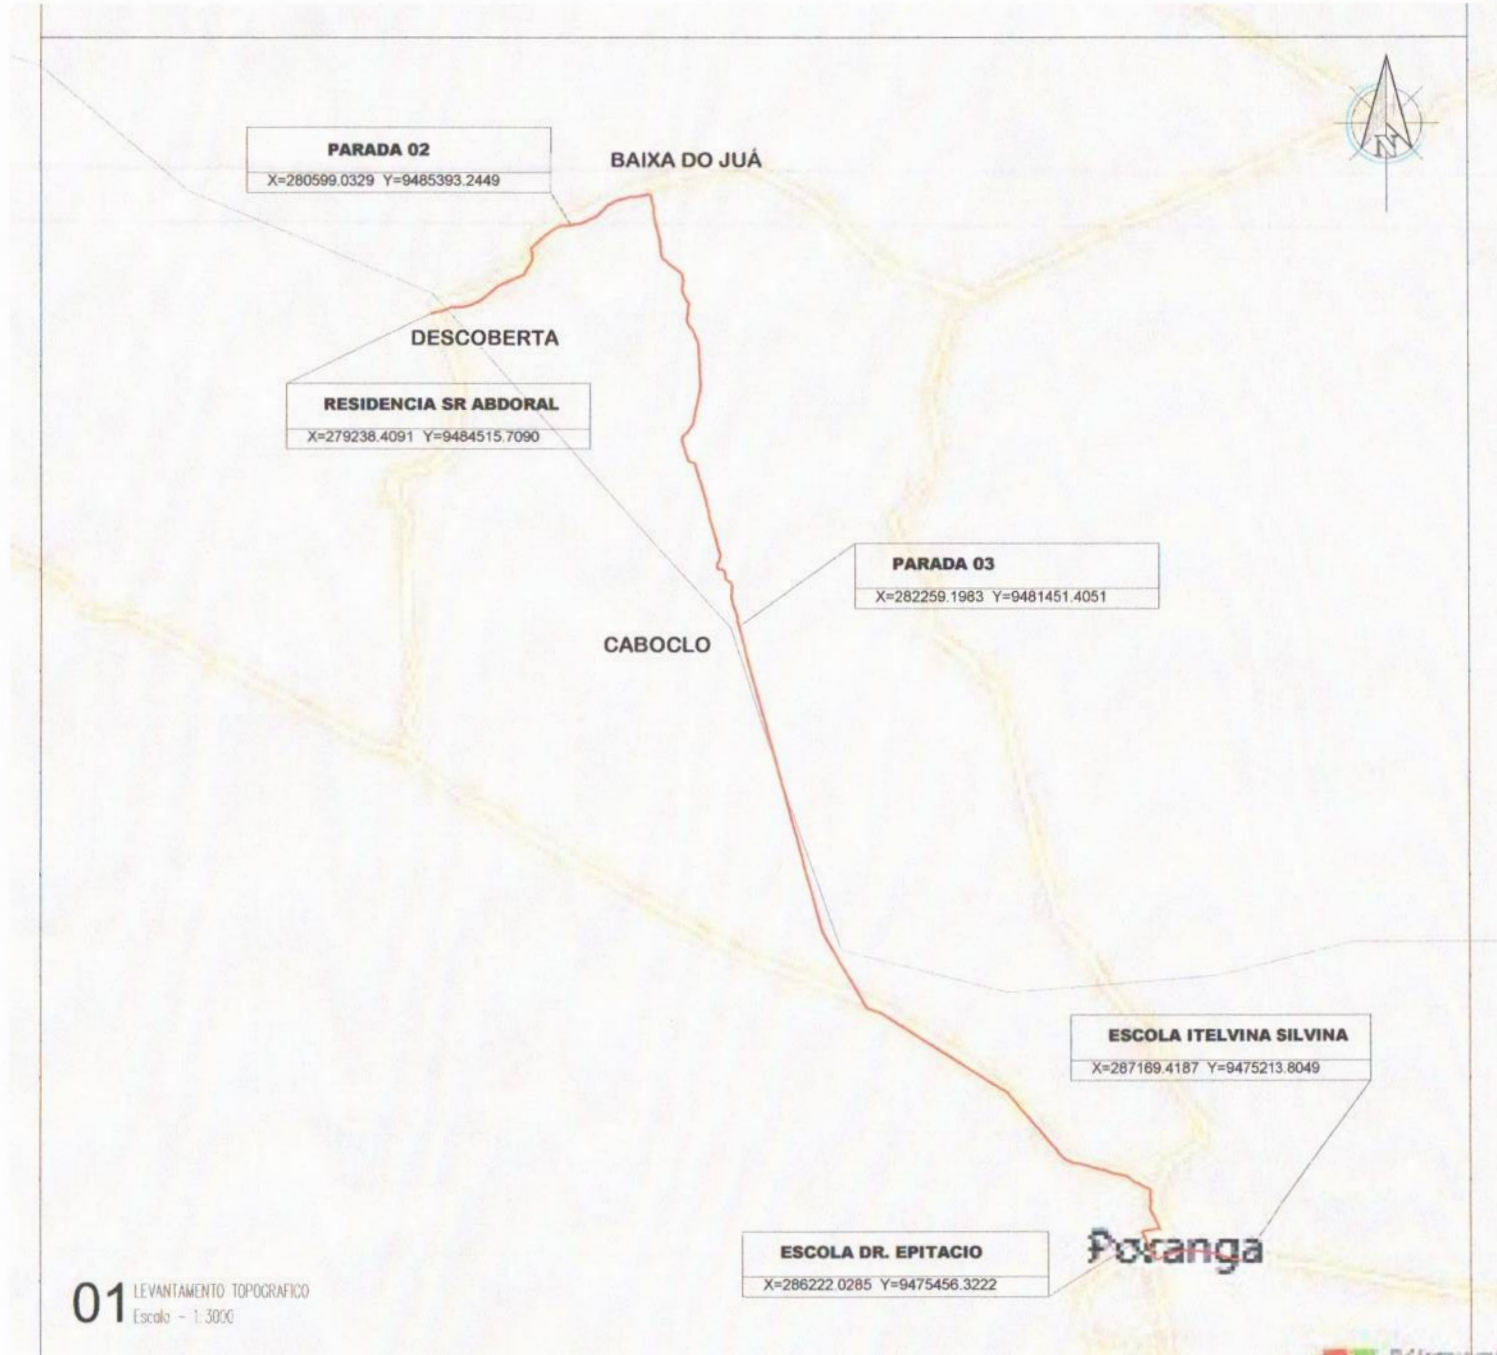 PARADA 02
X=280599.0329 Y=9485393.2449
BAIXA DO JUÁ
N
DESCOBERTA
RESIDENCIA SR ABDORAL
X=279238.4091 Y=9484515.7090
PARADA 03
X=282259.1983 Y=9481451.4051
CABOCLO
ESCOLA ITELVINA SILVINA
X=287169.4187 Y=9475213.8049
Poranga
ESCOLA DR. EPITACIO
X=286222.0285 Y=9475456.3222
01 LEVANTAMENTO TOPOGRAFICO
Escala - 1:3000